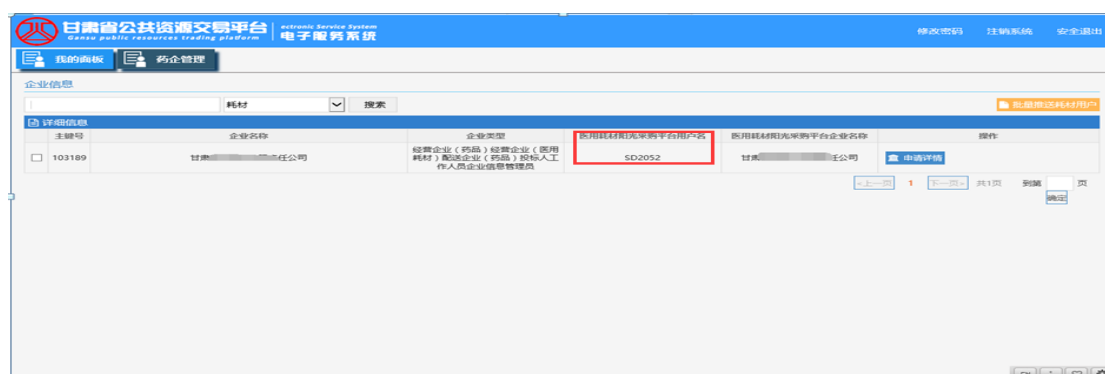 甘肃省公共资源交易平台
Gansu public resources trading platform
ectronic Service System
电子服务系统
修改密码 注销系统 安全退出
我的面板 药企管理
企业信息
耗材 搜索 批量推送耗材用户
详细信息
主键号 企业名称 企业类型 医用耗材阳光采购平台用户名 医用耗材阳光采购平台企业名称 操作
103189 甘肃 任公司 经营企业（药品）经营企业（医用
耗材）配送企业（药品）投标人工
作人员企业信息管理员 SD2052 甘肃 任公司 申请详情
«上一页 1 下一页» 共1页 到第 页
确定